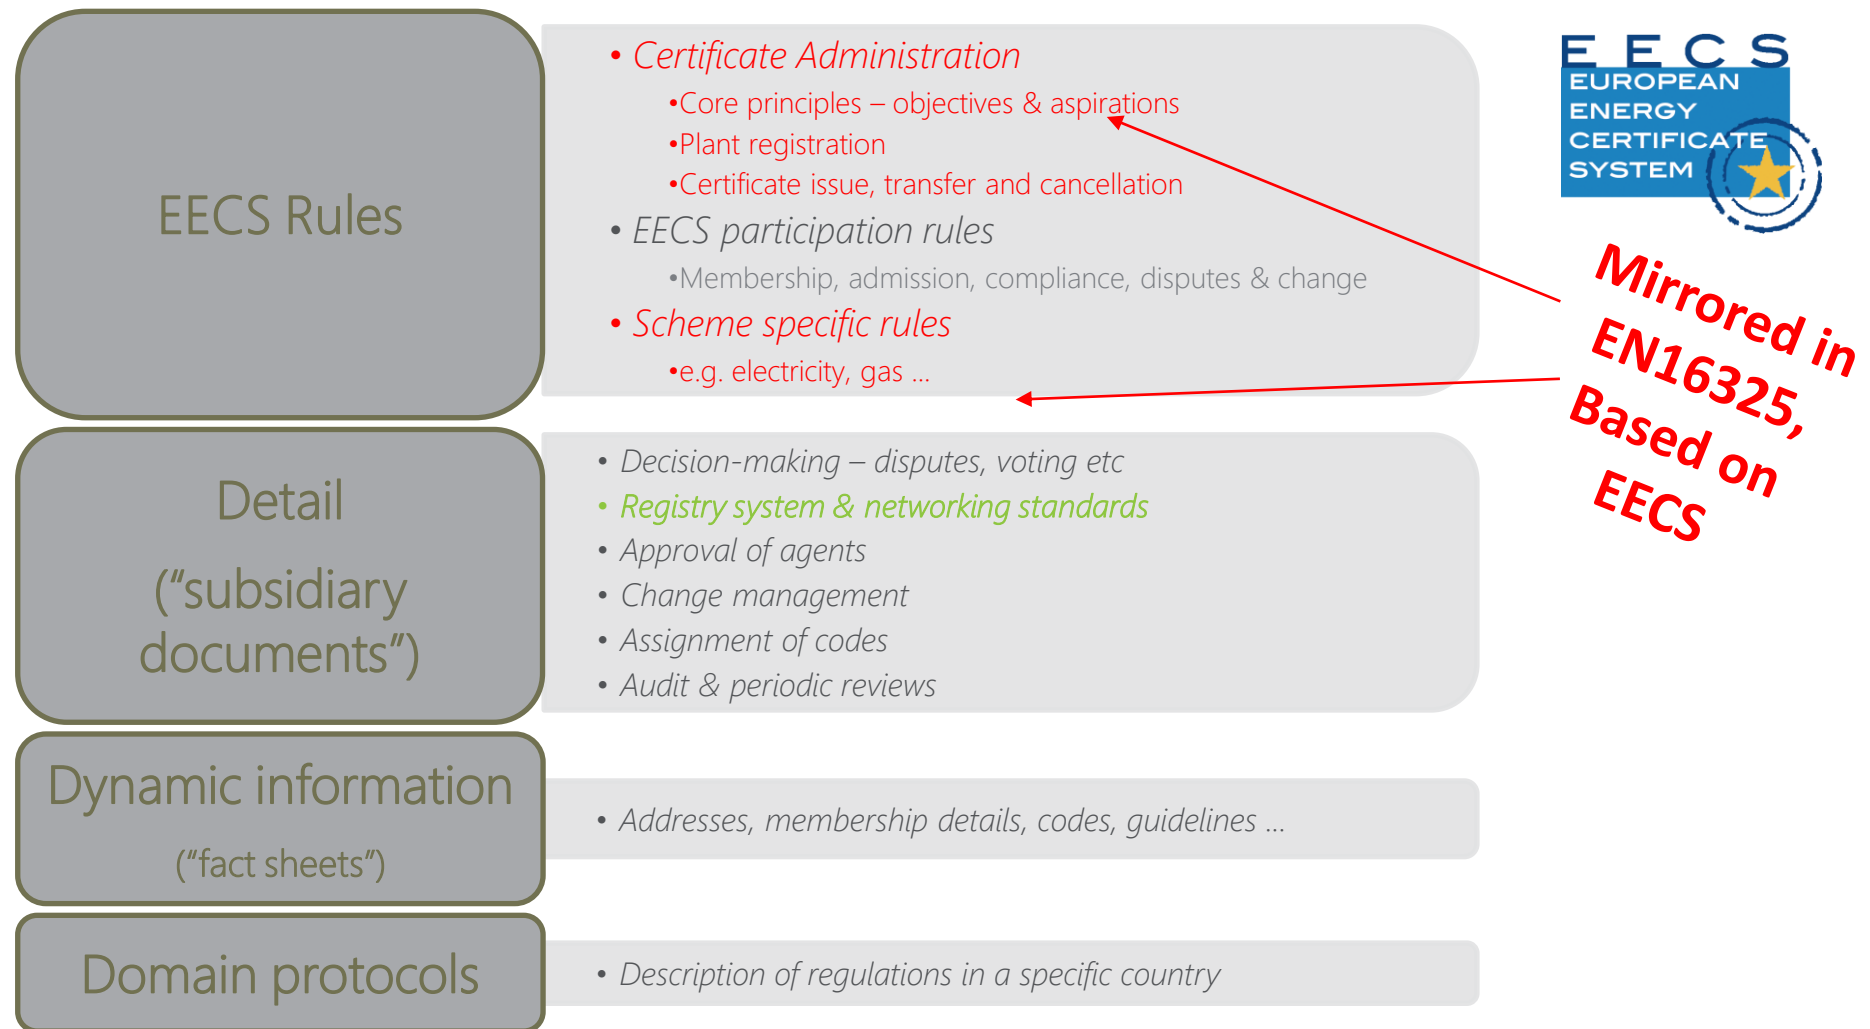 EECS Rules
• Certificate Administration
•Core principles – objectives & aspirations
•Plant registration
•Certificate issue, transfer and cancellation
• EECS participation rules
•Membership, admission, compliance, disputes & change
• Scheme specific rules
•e.g. electricity, gas ...
EECS
EUROPEAN
ENERGY
CERTIFICATE
SYSTEM
Mirrored in
EN16325,
Based on
EECS
Detail
("subsidiary
documents")
• Decision-making – disputes, voting etc
• Registry system & networking standards
• Approval of agents
• Change management
• Assignment of codes
• Audit & periodic reviews
Dynamic information
("fact sheets")
• Addresses, membership details, codes, guidelines ...
Domain protocols
• Description of regulations in a specific country